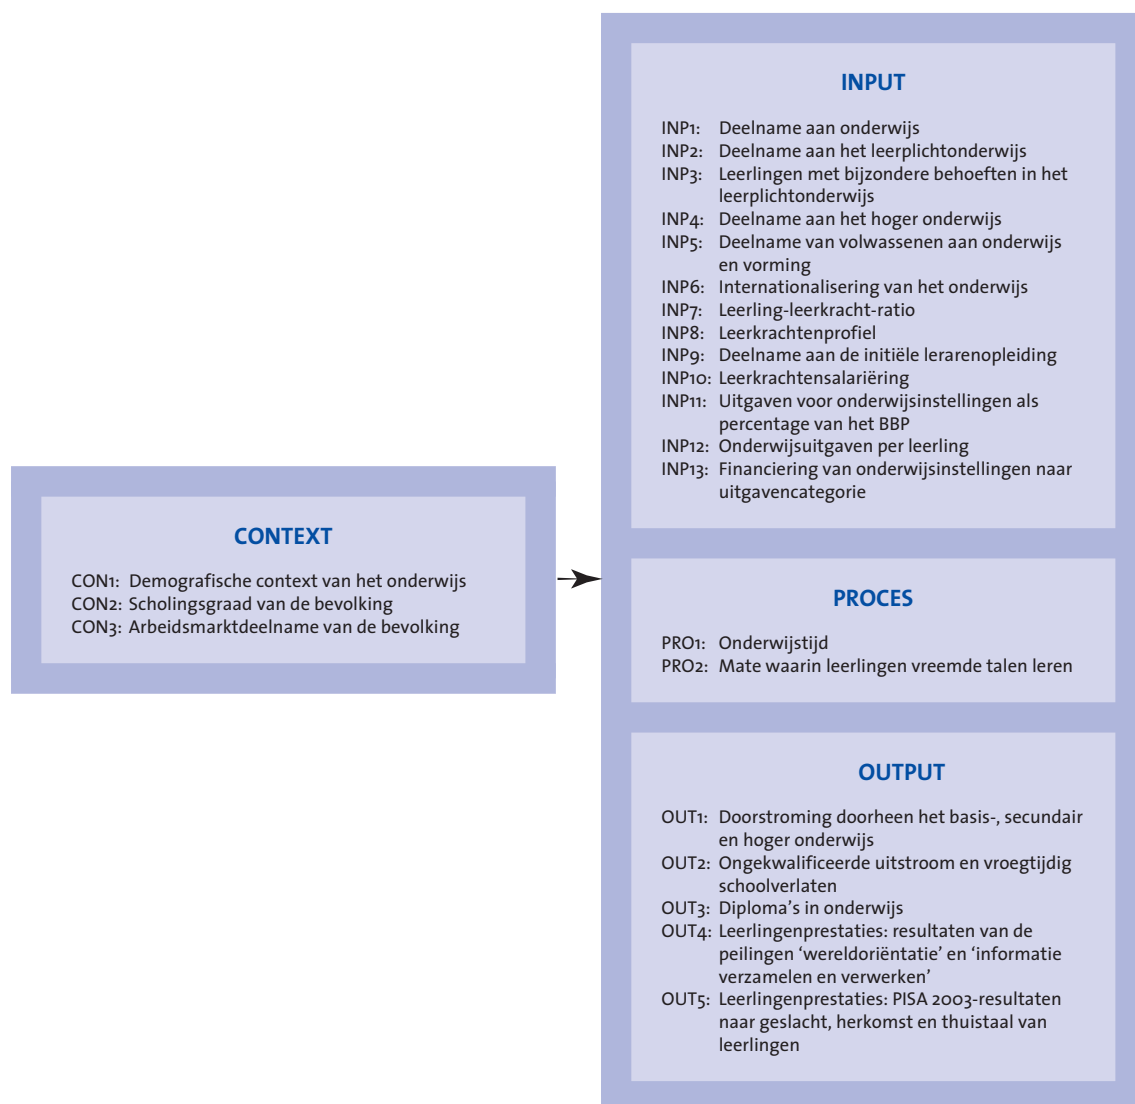 CONTEXT
CON1: Demografische context van het onderwijs
CON2: Scholingsgraad van de bevolking
CON3: Arbeidsmarktdeelname van de bevolking
INPUT
INP1: Deelname aan onderwijs
INP2: Deelname aan het leerplichtonderwijs
INP3: Leerlingen met bijzondere behoeften in het
leerplichtonderwijs
INP4: Deelname aan het hoger onderwijs
INP5: Deelname van volwassenen aan onderwijs
en vorming
INP6: Internationalisering van het onderwijs
INP7: Leerling-leerkracht-ratio
INP8: Leerkrachtenprofiel
INP9: Deelname aan de initiële lerarenopleiding
INP10: Leerkrachtensalariëring
INP11: Uitgaven voor onderwijsinstellingen als
percentage van het BBP
INP12: Onderwijsuitgaven per leerling
INP13: Financiering van onderwijsinstellingen naar
uitgavencategorie
PROCES
PRO1: Onderwijstijd
PRO2: Mate waarin leerlingen vreemde talen leren
OUTPUT
OUT1: Doorstroming doorheen het basis-, secundair
en hoger onderwijs
OUT2: Ongekwalificeerde uitstroom en vroegtijdig
schoolverlaten
OUT3: Diploma's in onderwijs
OUT4: Leerlingenprestaties: resultaten van de
peilingen ‘wereldoriëntatie’ en ‘informatie
verzamelen en verwerken’
OUT5: Leerlingenprestaties: PISA 2003-resultaten
naar geslacht, herkomst en thuistaal van
leerlingen